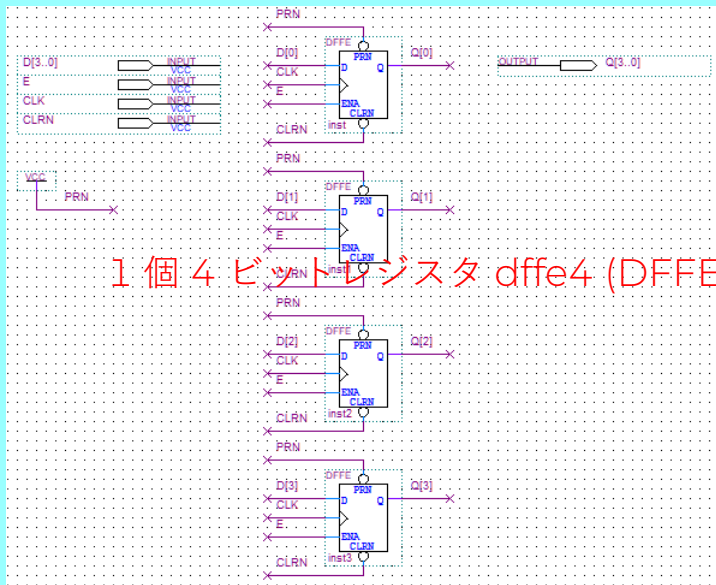 PRN
DFFE
D[0]
Q[0]
PRN
D
Q
CLK
E
ENA
CLRN
CLRN
inst
D[3..0]
INPUT
VCC
E
INPUT
VCC
CLK
INPUT
VCC
CLRN
INPUT
VCC
OUTPUT
Q[3..0]
VCC
PRN
PRN
DFFE
D[1]
Q[1]
PRN
D
Q
CLK
E
ENA
CLRN
1 個 4 ビットレジスタ dffe4 (DFFE
PRN
DFFE
D[2]
Q[2]
PRN
D
Q
CLK
E
ENA
CLRN
CLRN
inst2
PRN
DFFE
D[3]
Q[3]
PRN
D
Q
CLK
E
ENA
CLRN
CLRN
inst3